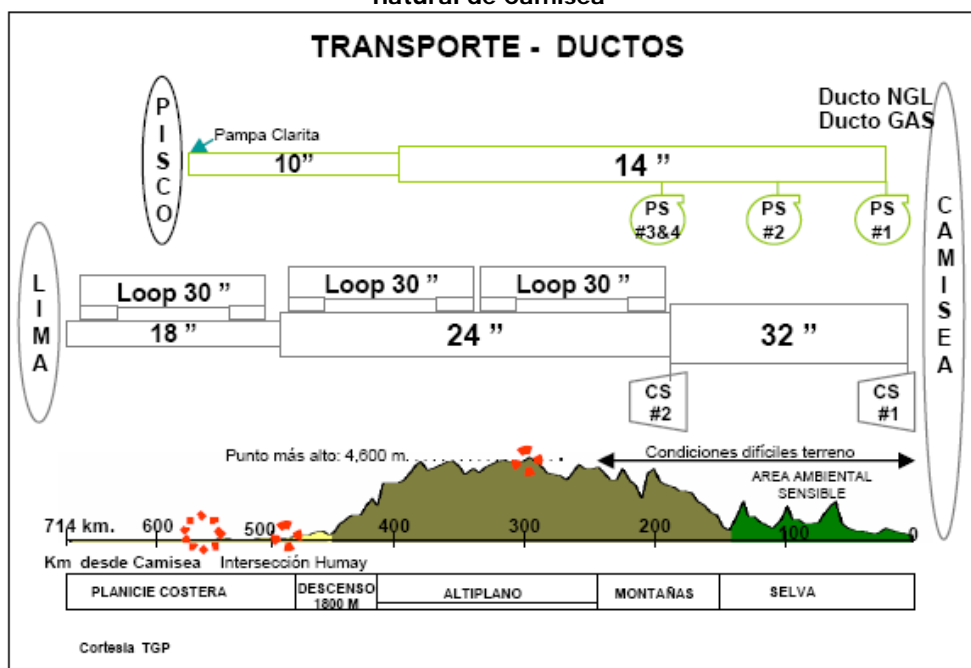 natural de Camisea
TRANSPORTE - DUCTOS
Ducto NGL
Ducto GAS
PISCO
Pampa Clarita
10”
14 ”
PS
#3&4
PS
#2
PS
#1
CAMISEA
LIMA
Loop 30 ”
Loop 30 ”
Loop 30 ”
18 ”
24 ”
32 ”
CS
#2
CS
#1
Punto más alto: 4,600 m.
Condiciones difíciles terreno
AREA AMBIENTAL
SENSIBLE
714 km. 600 500 400 300 200 100 0
Km desde Camisea Intersección Humay
PLANICIE COSTERA
DESCENSO
1800 M
ALTIPLANO
MONTAÑAS
SELVA
Cortesia TGP